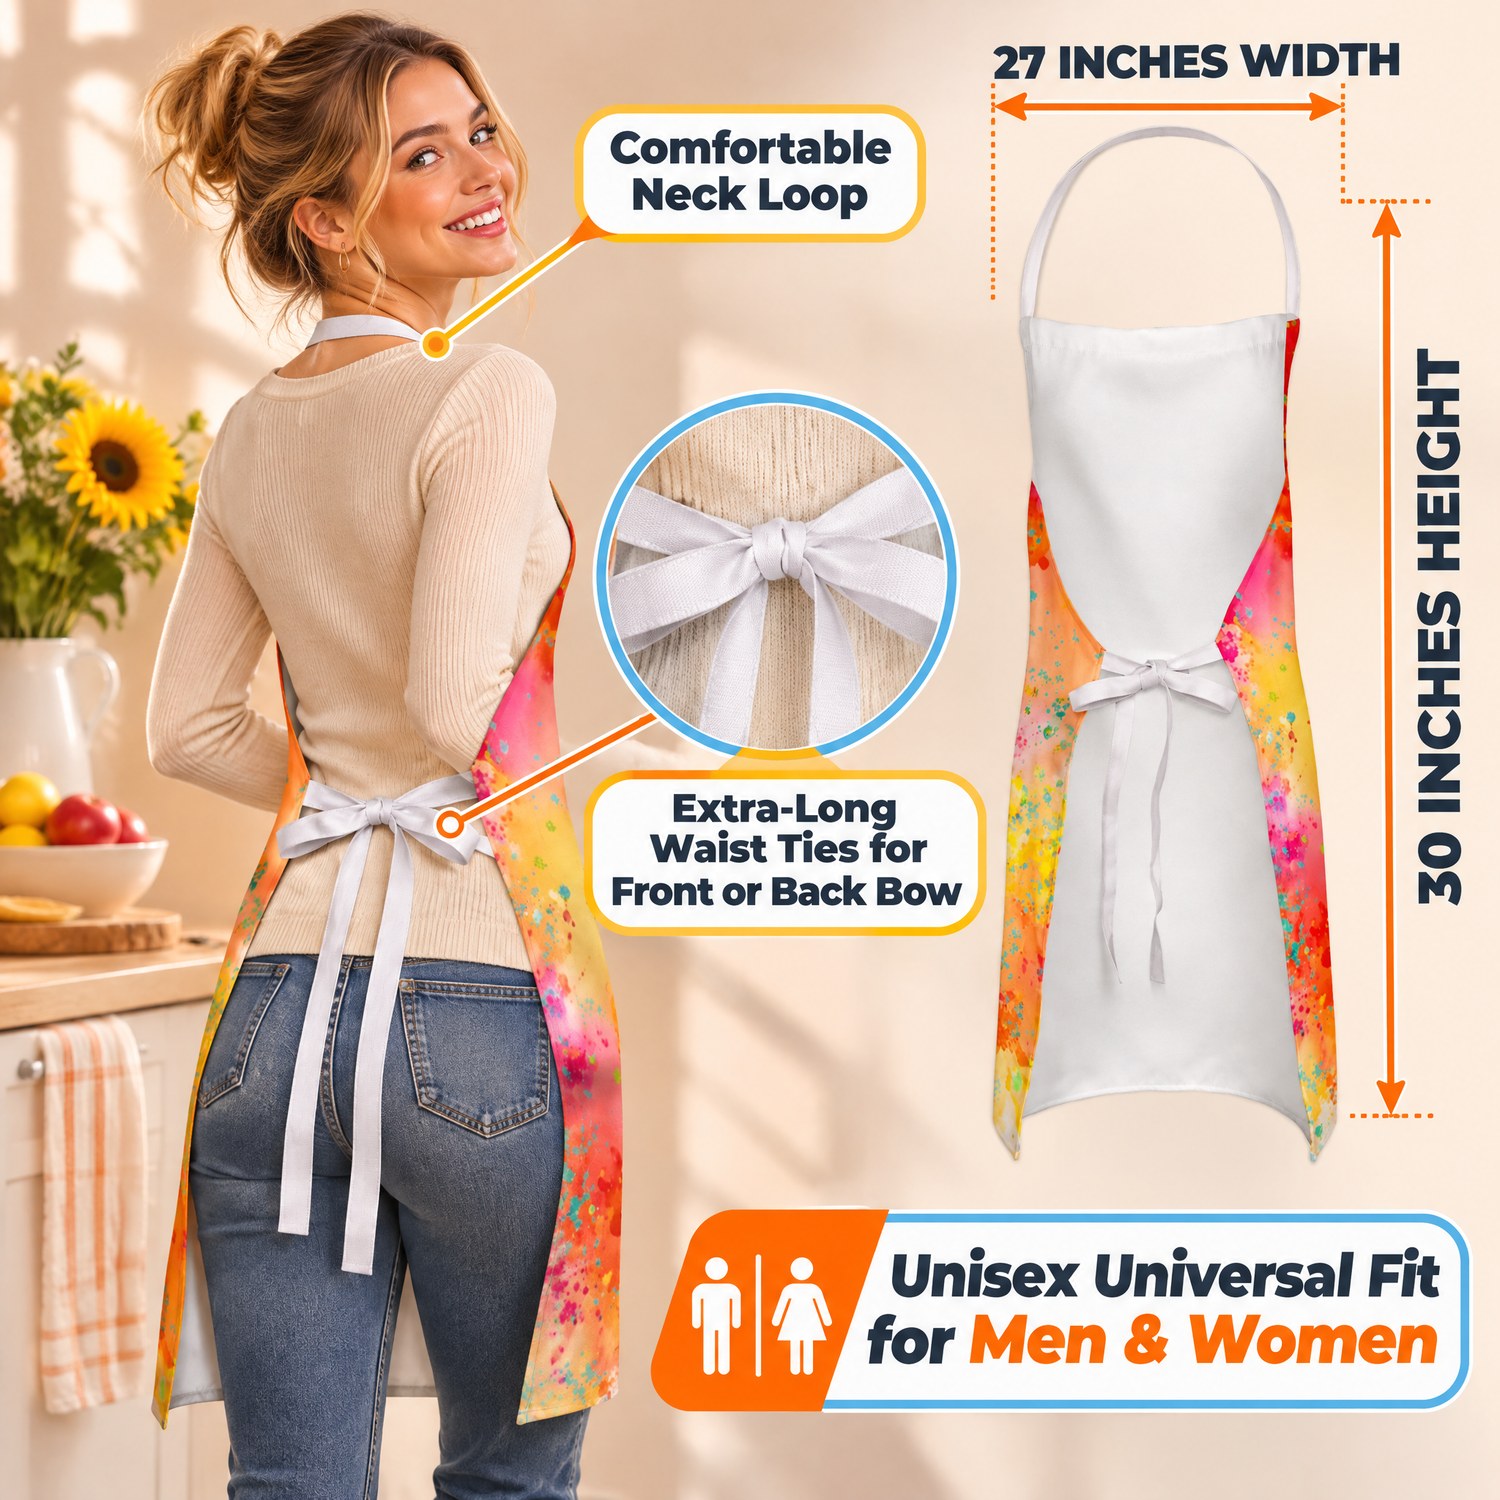 27 INCHES WIDTH
Comfortable
Neck Loop
30 INCHES HEIGHT
Extra-Long
Waist Ties for
Front or Back Bow
Unisex Universal Fit
for Men & Women